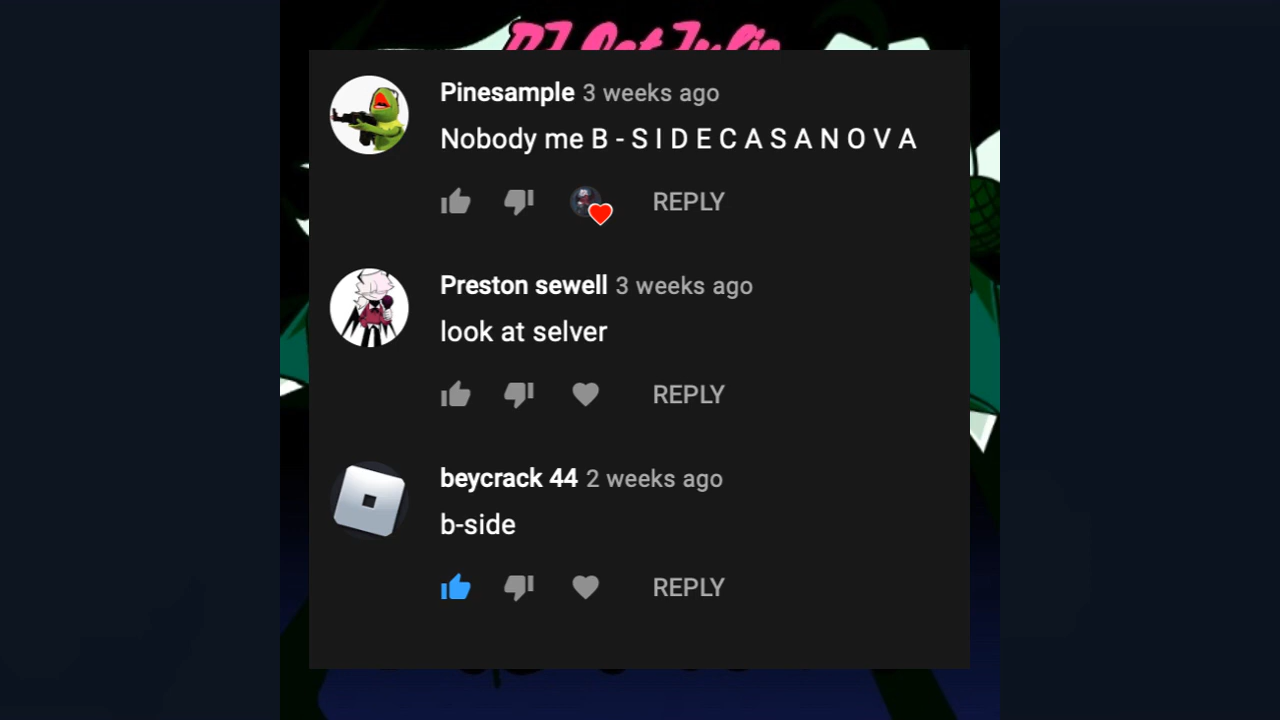 Pinesample 3 weeks ago
Nobody me B - S I D E C A S A N O V A
REPLY
Preston sewell 3 weeks ago
look at selver
REPLY
beycrack 44 2 weeks ago
b-side
REPLY